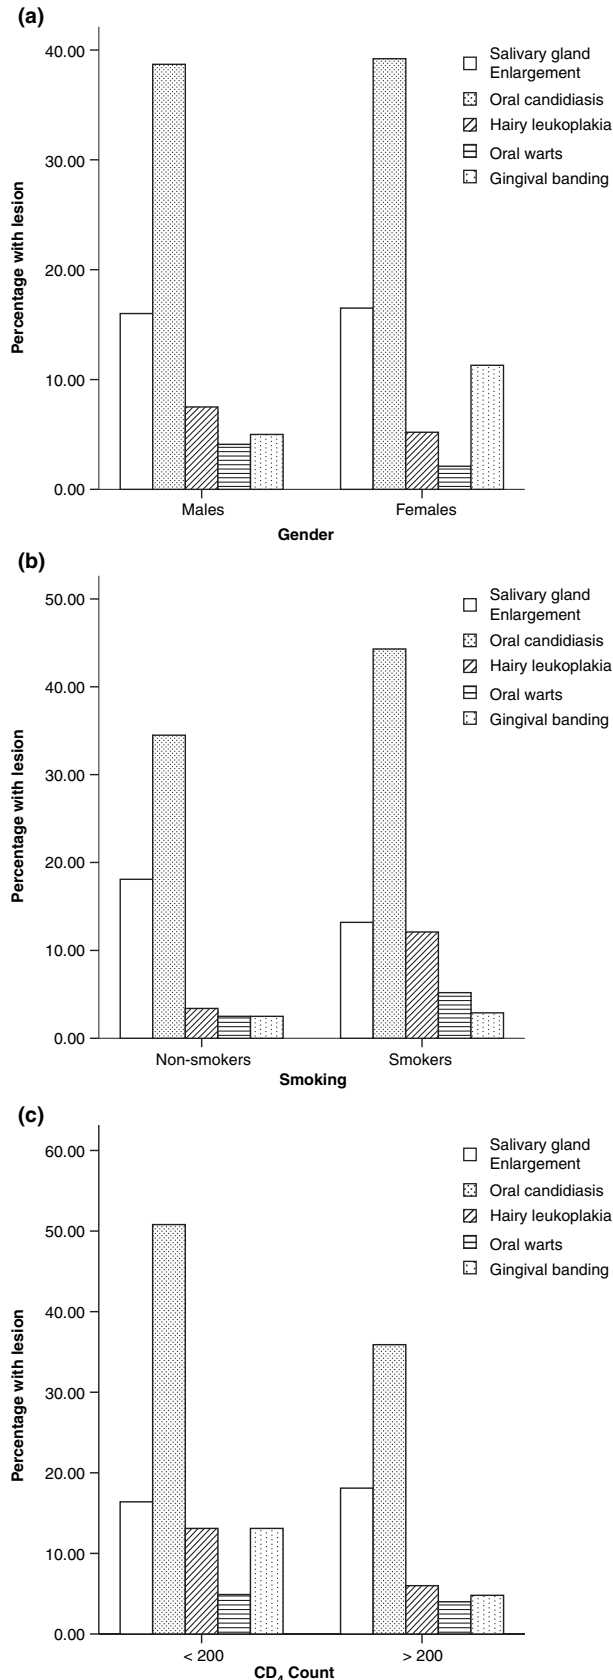 (a)
40.00
30.00
20.00
10.00
0.00
Percentage with lesion
Males
Females
Gender
Salivary gland
Enlargement
Oral candidiasis
Hairy leukoplakia
Oral warts
Gingival banding
(b)
50.00
40.00
30.00
20.00
10.00
0.00
Percentage with lesion
Non-smokers
Smokers
Smoking
Salivary gland
Enlargement
Oral candidiasis
Hairy leukoplakia
Oral warts
Gingival banding
(c)
60.00
50.00
40.00
30.00
20.00
10.00
0.00
Percentage with lesion
< 200
> 200
CD4 Count
Salivary gland
Enlargement
Oral candidiasis
Hairy leukoplakia
Oral warts
Gingival banding